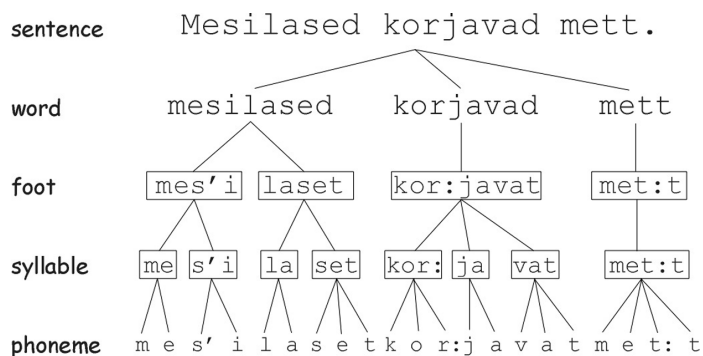 sentence Mesilased korjavad mett.
word mesilased korjavad mett
foot mes'i laset kor:javat met:t
syllable me s'i la set kor: ja vat met:t
phoneme m e s' i l a s e t k o r:j a v a t m e t: t